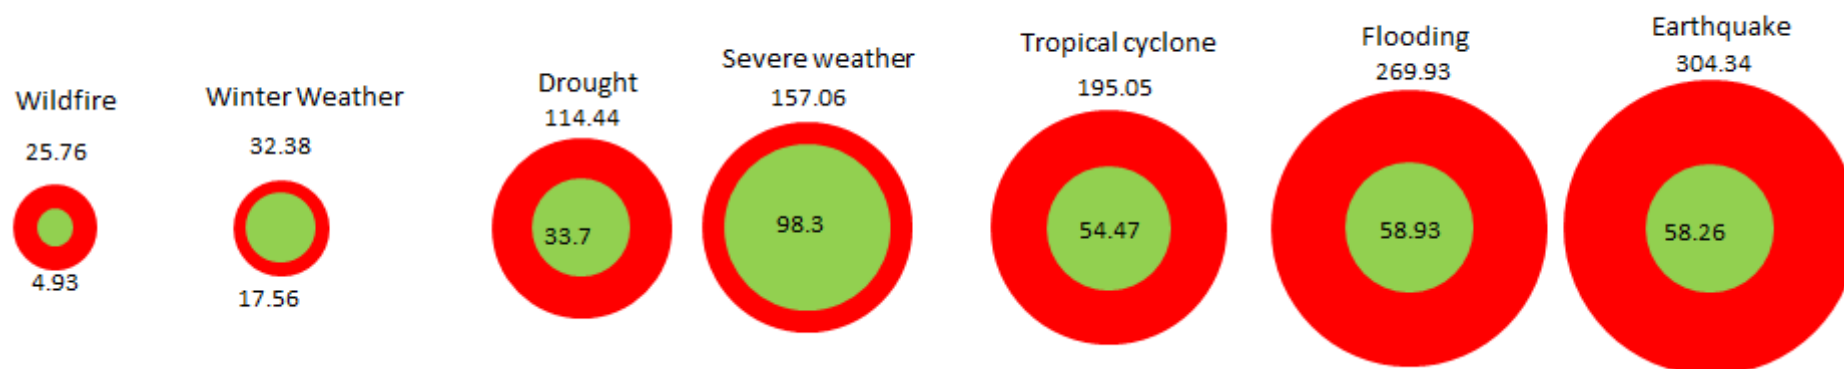 Wildfire
25.76
4.93
Winter Weather
32.38
17.56
Drought
114.44
33.7
Severe weather
157.06
98.3
Tropical cyclone
195.05
54.47
Flooding
269.93
58.93
Earthquake
304.34
58.26